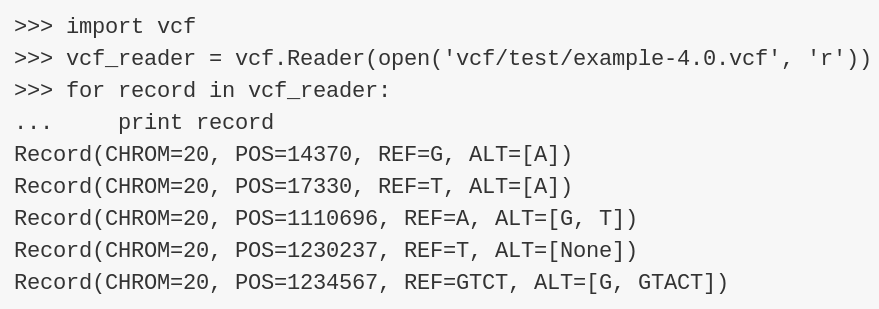 >>> import vcf
>>> vcf_reader = vcf.Reader(open('vcf/test/example-4.0.vcf', 'r'))
>>> for record in vcf_reader:
...     print record
Record(CHROM=20, POS=14370, REF=G, ALT=[A])
Record(CHROM=20, POS=17330, REF=T, ALT=[A])
Record(CHROM=20, POS=1110696, REF=A, ALT=[G, T])
Record(CHROM=20, POS=1230237, REF=T, ALT=[None])
Record(CHROM=20, POS=1234567, REF=GTCT, ALT=[G, GTACT])